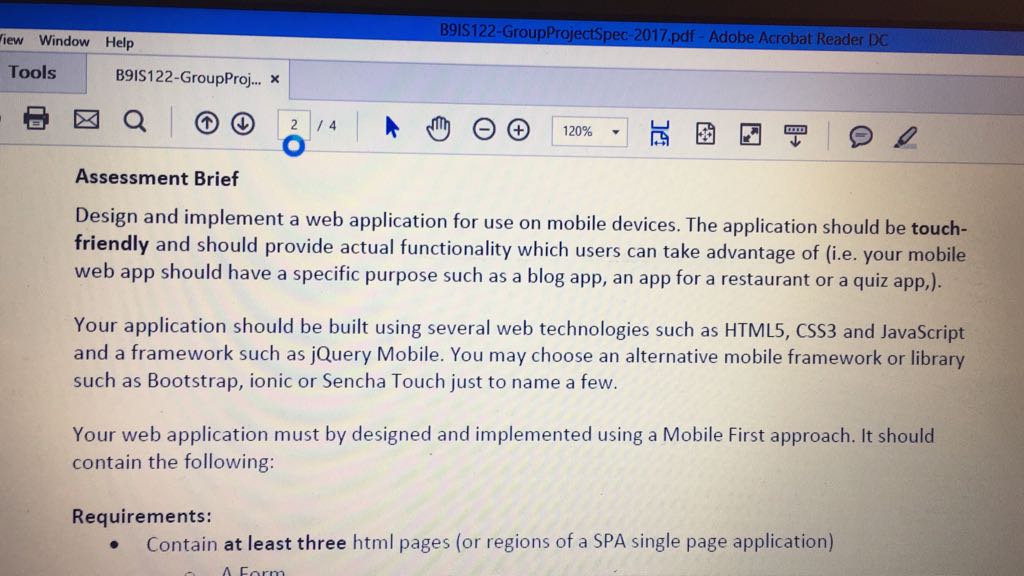 B9IS122-GroupProjectSpec-2017.pdf - Adobe Acrobat Reader DC
View Window Help
Tools
B9IS122-GroupProj... ×
2 / 4
120%
Assessment Brief
Design and implement a web application for use on mobile devices. The application should be touch-
friendly and should provide actual functionality which users can take advantage of (i.e. your mobile
web app should have a specific purpose such as a blog app, an app for a restaurant or a quiz app,).
Your application should be built using several web technologies such as HTML5, CSS3 and JavaScript
and a framework such as jQuery Mobile. You may choose an alternative mobile framework or library
such as Bootstrap, ionic or Sencha Touch just to name a few.
Your web application must by designed and implemented using a Mobile First approach. It should
contain the following:
Requirements:
• Contain at least three html pages (or regions of a SPA single page application)
○ A Form